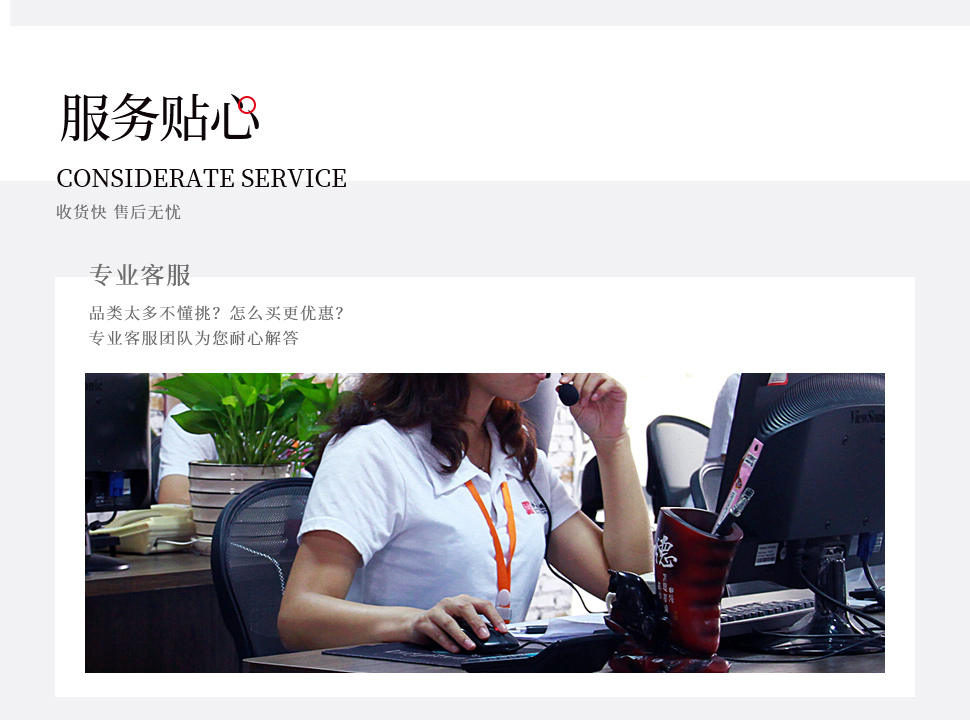 服务贴心
CONSIDERATE SERVICE
收货快 售后无忧
专业客服
品类太多不懂挑？怎么买更优惠？
专业客服团队为您耐心解答
ViewSonic
德